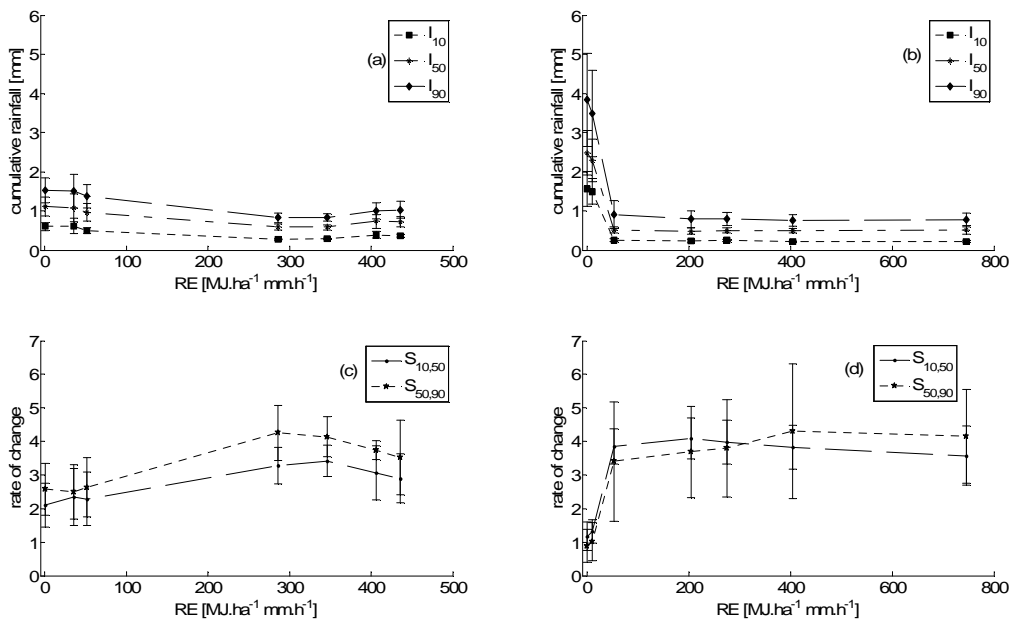 6
5
4
3
2
1
0
cumulative rainfall [mm]
0 100 200 300 400 500
RE [MJ.ha⁻¹ mm.h⁻¹]
(a)
I₁₀
I₅₀
I₉₀
6
5
4
3
2
1
0
cumulative rainfall [mm]
0 200 400 600 800
RE [MJ.ha⁻¹ mm.h⁻¹]
(b)
I₁₀
I₅₀
I₉₀
7
6
5
4
3
2
1
0
rate of change
0 100 200 300 400 500
RE [MJ.ha⁻¹ mm.h⁻¹]
(c)
S₁₀,₅₀
S₅₀,₉₀
7
6
5
4
3
2
1
0
rate of change
0 200 400 600 800
RE [MJ.ha⁻¹ mm.h⁻¹]
(d)
S₁₀,₅₀
S₅₀,₉₀